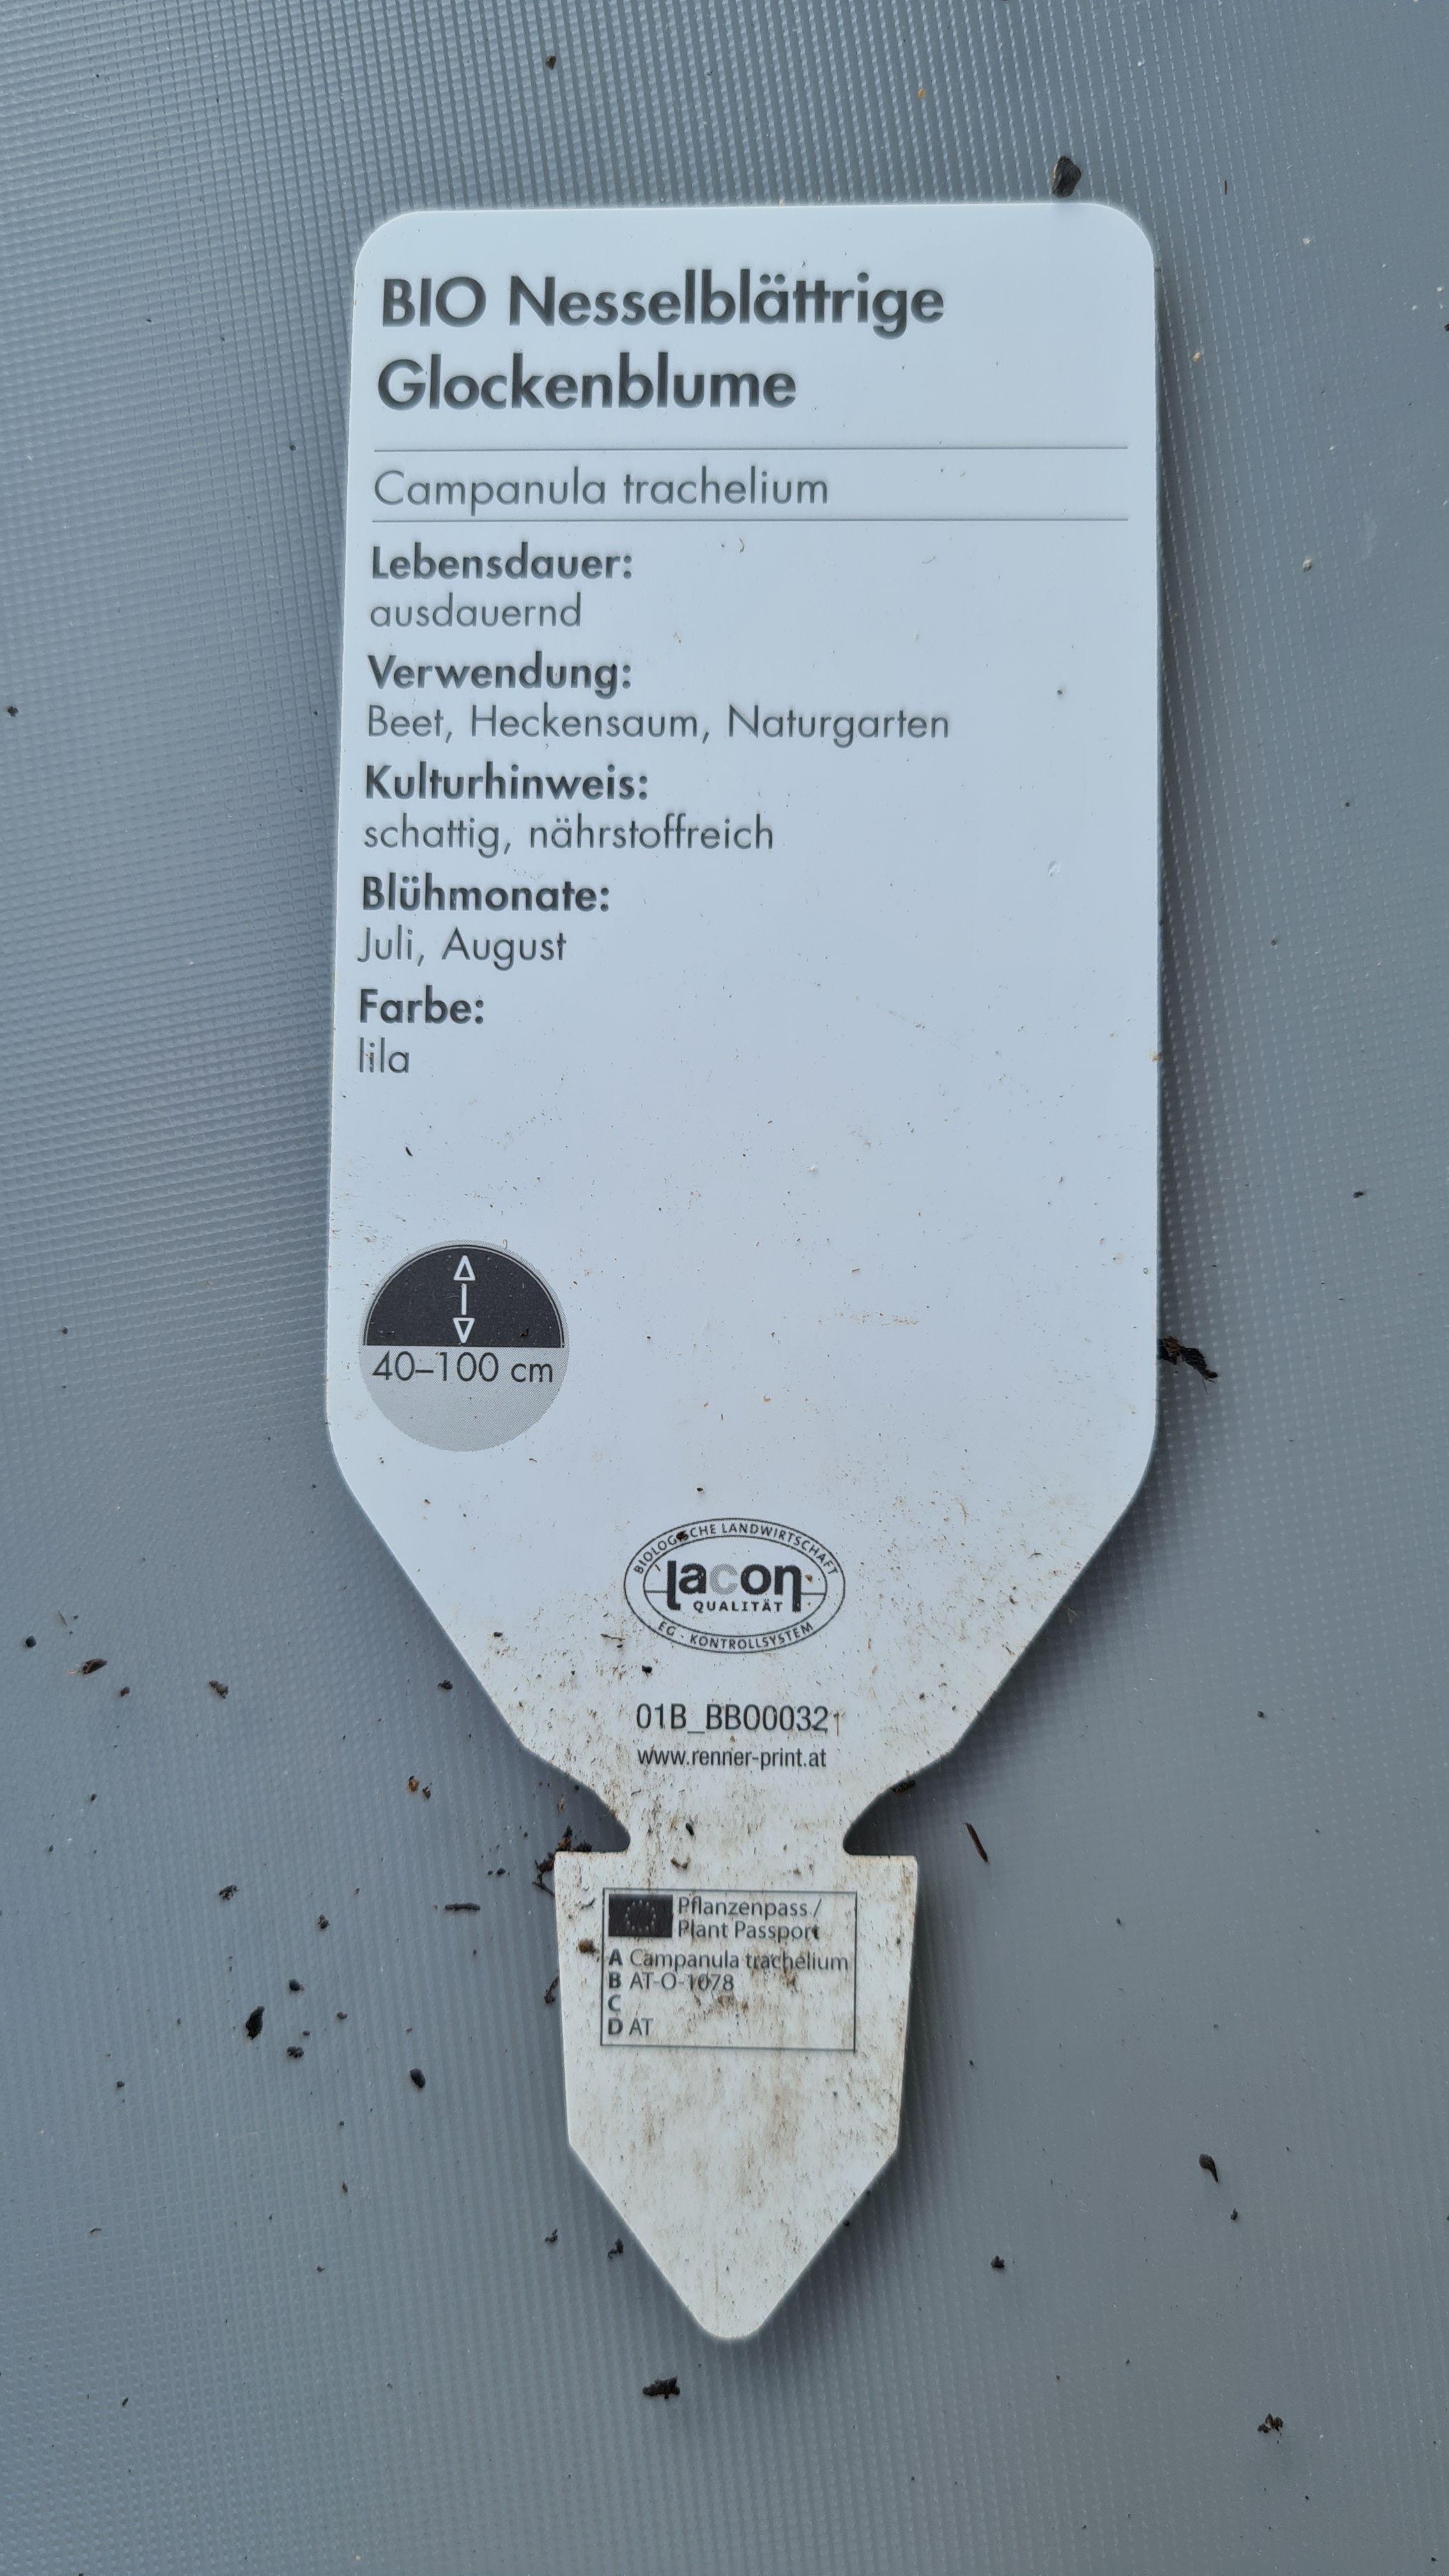 BIO Nesselblättrige
Glockenblume
Campanula trachelium
Lebensdauer:
ausdauernd
Verwendung:
Beet, Heckensaum, Naturgarten
Kulturhinweis:
schattig, nährstoffreich
Blühmonate:
Juli, August
Farbe:
lila
40–100 cm
BIOLOGISCHE LANDWIRTSCHAFT
lacon
QUALITÄT
EG - KONTROLLSYSTEM
01B_BBO0032
www.renner-print.at
Pflanzenpass /
Plant Passport
A Campanula trachelium
B AT-O-1078
C
D AT